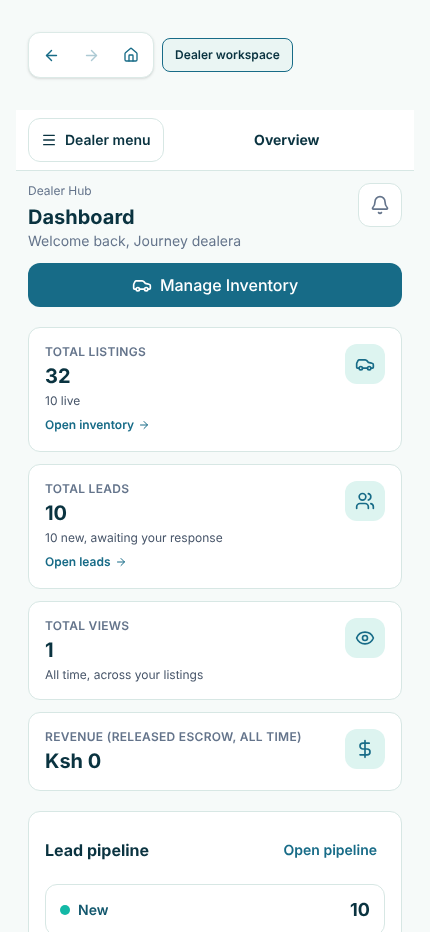 Dealer workspace
Dealer menu
Overview
Dealer Hub
Dashboard
Welcome back, Journey dealera
Manage Inventory
TOTAL LISTINGS
32
10 live
Open inventory →
TOTAL LEADS
10
10 new, awaiting your response
Open leads →
TOTAL VIEWS
1
All time, across your listings
REVENUE (RELEASED ESCROW, ALL TIME)
Ksh 0
Lead pipeline
Open pipeline
New
10